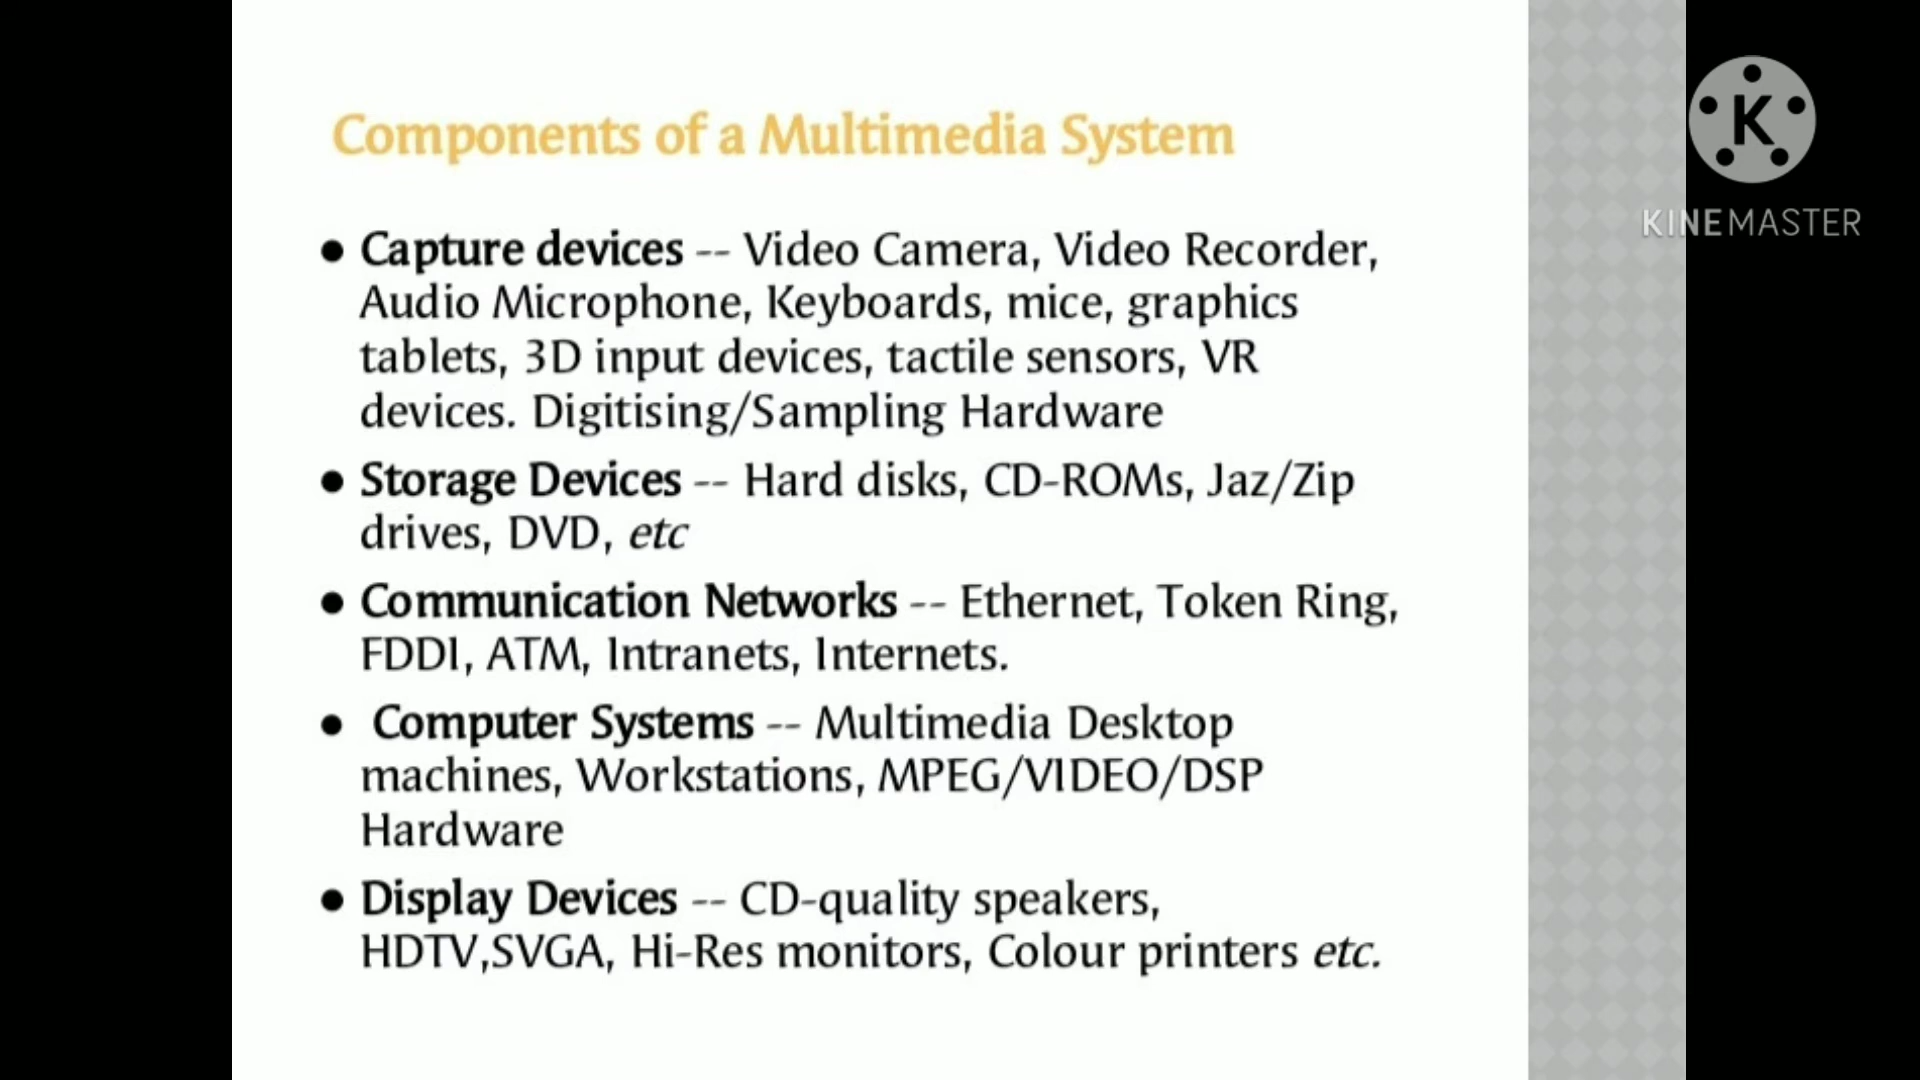 Components of a Multimedia System
K
KINEMASTER
● Capture devices -- Video Camera, Video Recorder,
Audio Microphone, Keyboards, mice, graphics
tablets, 3D input devices, tactile sensors, VR
devices. Digitising/Sampling Hardware
● Storage Devices -- Hard disks, CD-ROMs, Jaz/Zip
drives, DVD, etc
● Communication Networks -- Ethernet, Token Ring,
FDDI, ATM, Intranets, Internets.
● Computer Systems -- Multimedia Desktop
machines, Workstations, MPEG/VIDEO/DSP
Hardware
● Display Devices -- CD-quality speakers,
HDTV,SVGA, Hi-Res monitors, Colour printers etc.